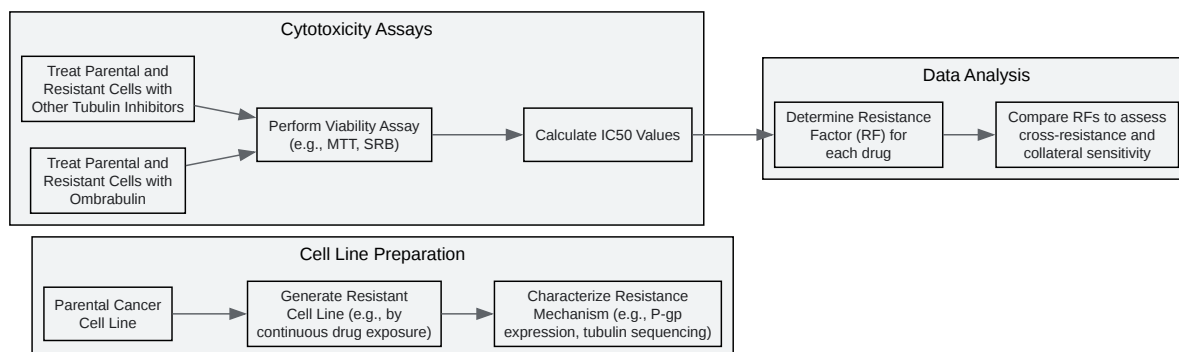 Cytotoxicity Assays
Treat Parental and
Resistant Cells with
Other Tubulin Inhibitors
Treat Parental and
Resistant Cells with
Ombrabulin
Perform Viability Assay
(e.g., MTT, SRB)
Calculate IC50 Values
Data Analysis
Determine Resistance
Factor (RF) for
each drug
Compare RFs to assess
cross-resistance and
collateral sensitivity
Cell Line Preparation
Parental Cancer
Cell Line
Generate Resistant
Cell Line (e.g., by
continuous drug exposure)
Characterize Resistance
Mechanism (e.g., P-gp
expression, tubulin sequencing)